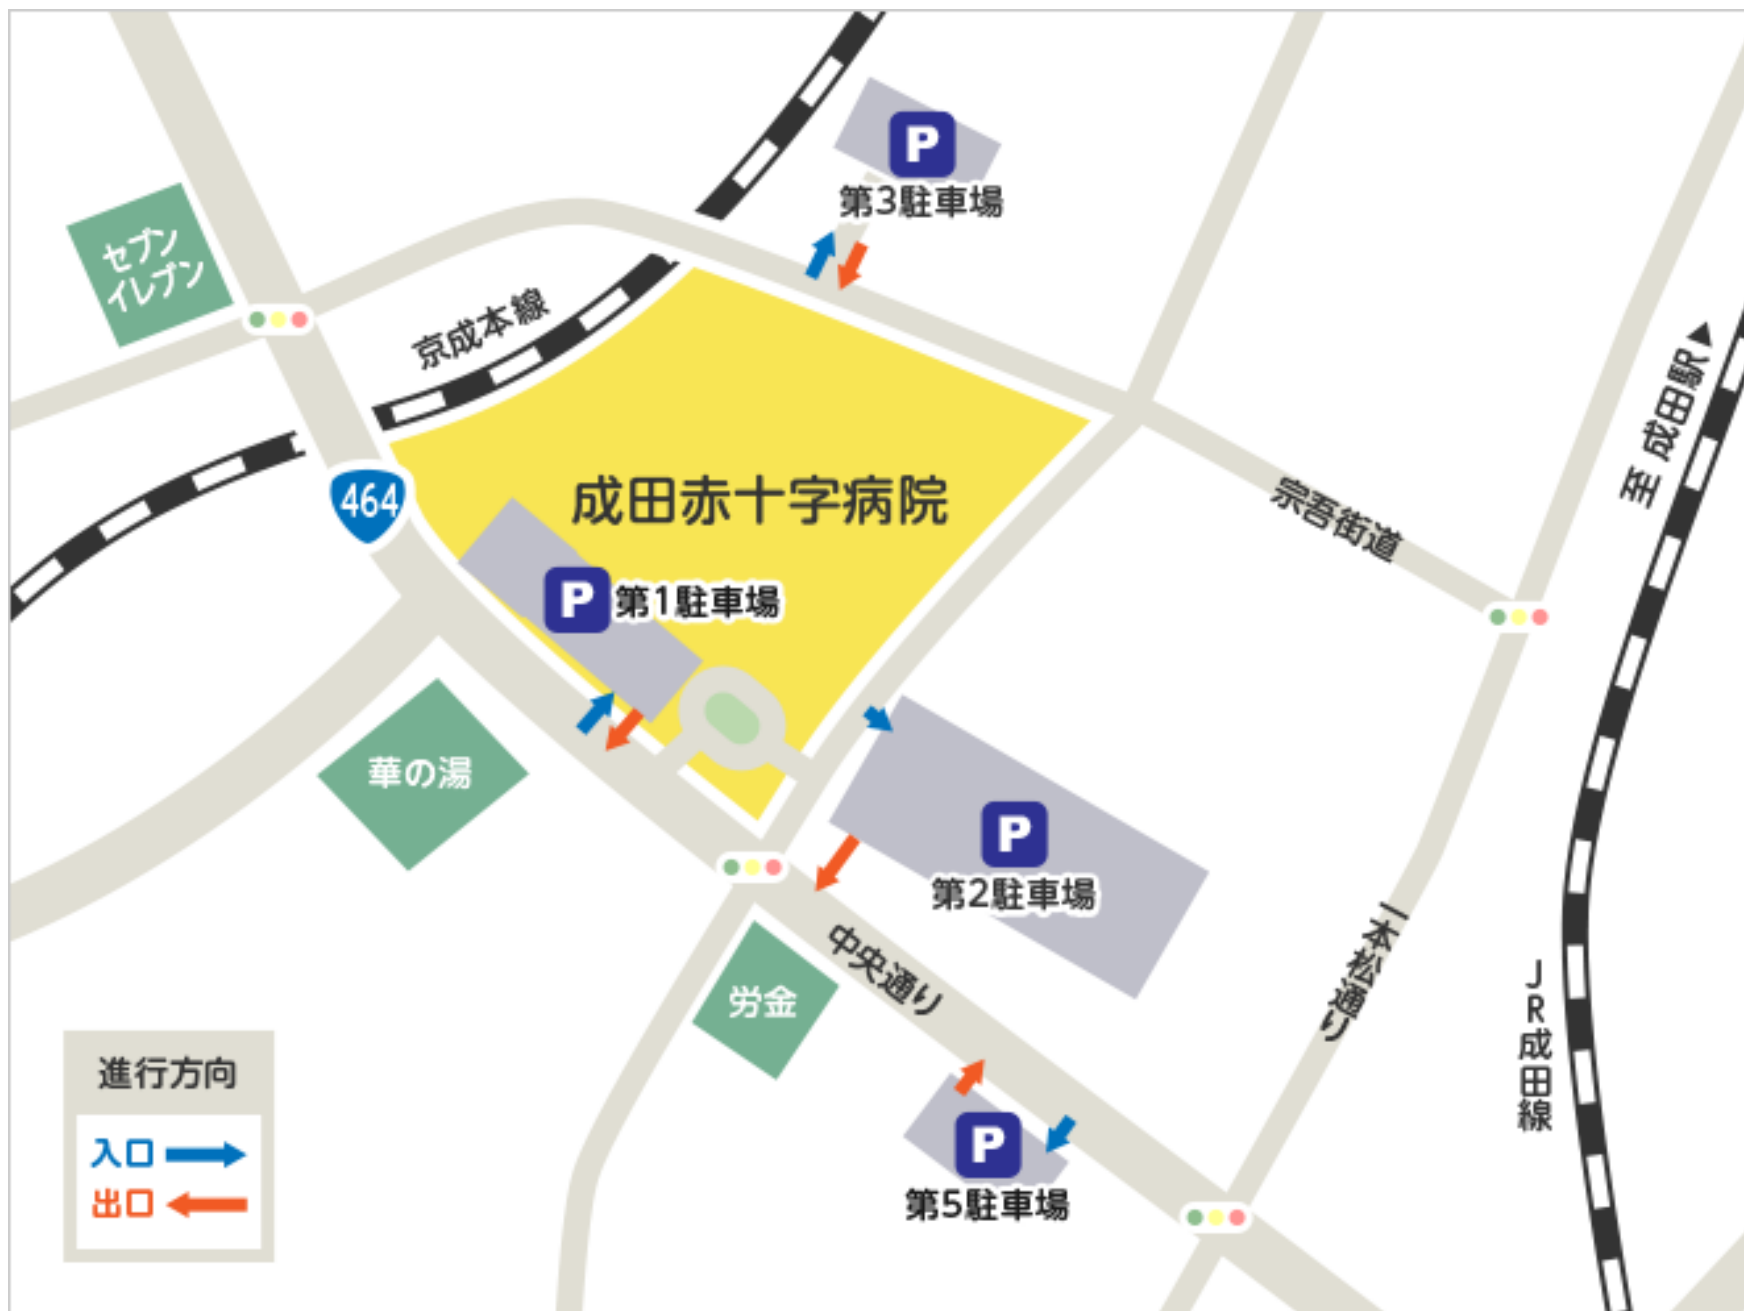 P
第3駐車場
セブン
イレブン
京成本線
至 成田駅▲
464
成田赤十字病院
宗吾街道
P
第1駐車場
華の湯
P
第2駐車場
一本松通り
中央通り
労金
JR成田線
P
第5駐車場
進行方向
入口
出口